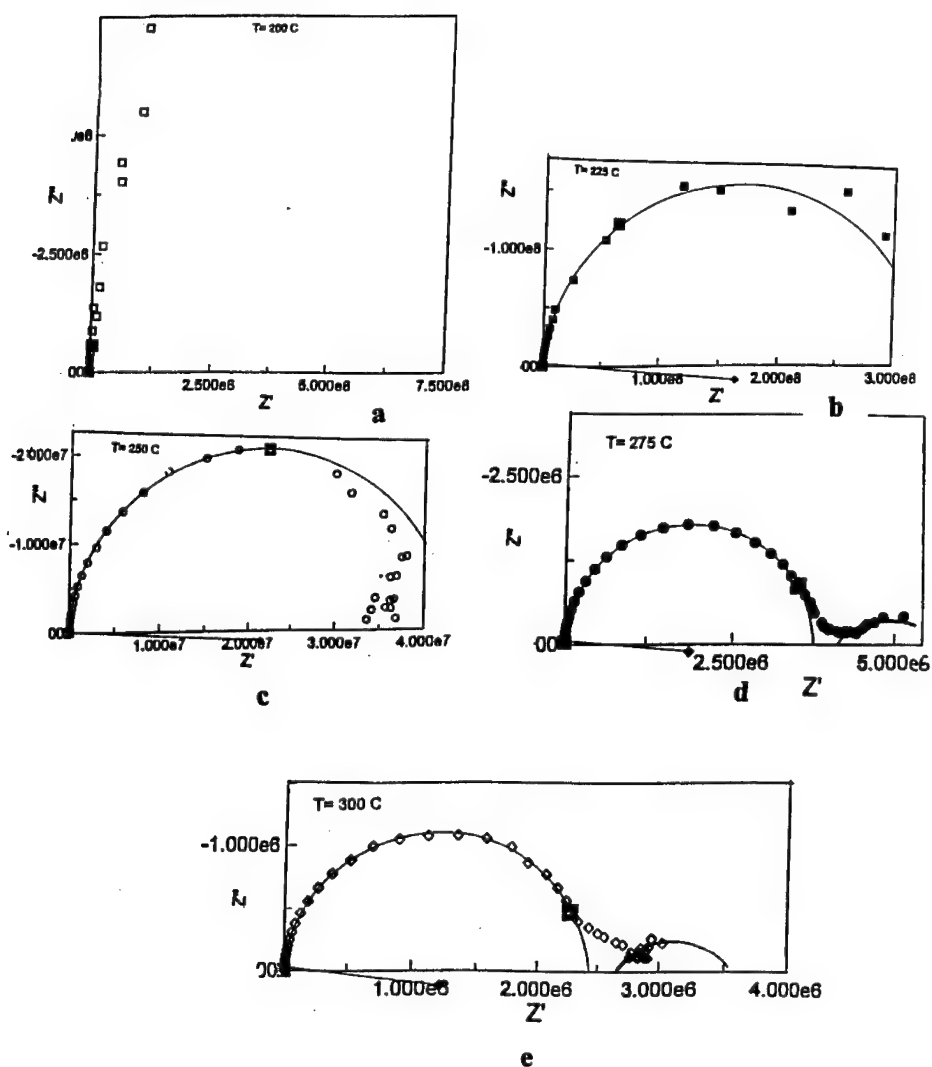 T= 200 C
Z"
-2.500e6
00
2.500e6
5.000e6
7.500e6
Z'
a
T= 225 C
Z"
-1.000e8
00
1.000e8
2.000e8
3.000e8
Z'
b
T= 250 C
Z"
-2.000e7
-1.000e7
00
1.000e7
2.000e7
3.000e7
4.000e7
Z'
c
T= 275 C
Z"
-2.500e6
00
2.500e6
5.000e6
Z'
d
T= 300 C
Z"
-1.000e6
00
1.000e6
2.000e6
3.000e6
4.000e6
Z'
e